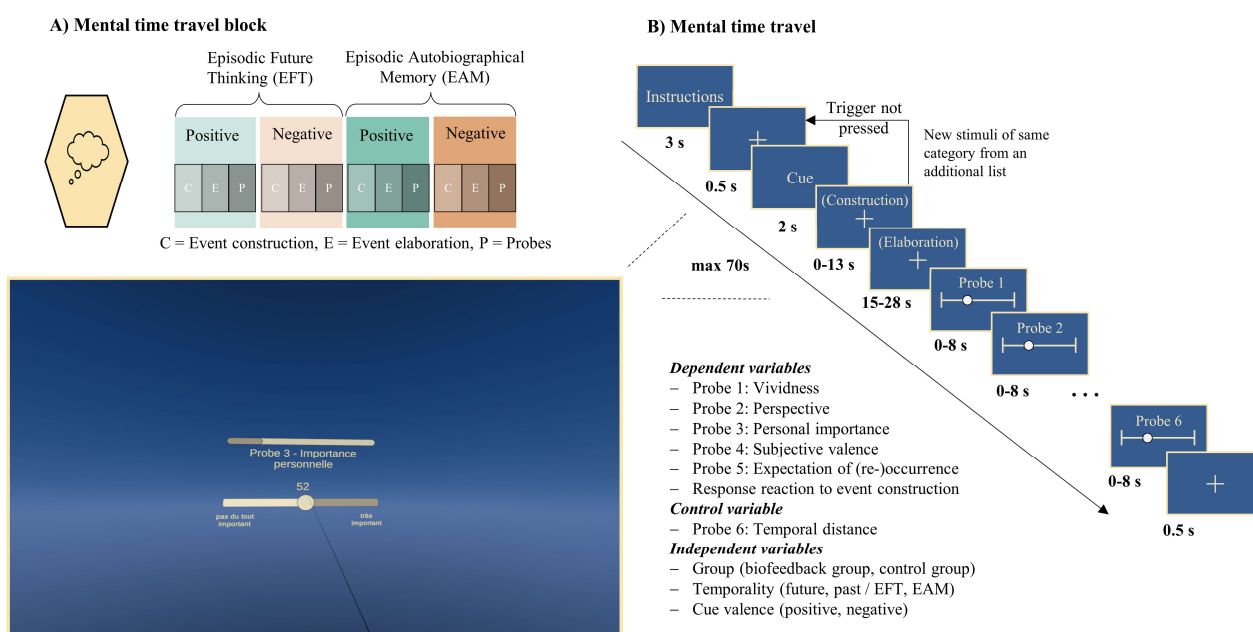 A) Mental time travel block
Episodic Future
Thinking (EFT)
Episodic Autobiographical
Memory (EAM)
Positive
Negative
Positive
Negative
C E P
C E P
C E P
C E P
C = Event construction, E = Event elaboration, P = Probes
Probe 3 - Importance
personnelle
52
pas du tout
important
très
important
B) Mental time travel
Instructions
3 s
0.5 s
Trigger not
pressed
New stimuli of same
category from an
additional list
Cue
2 s
(Construction)
0-13 s
(Elaboration)
15-28 s
max 70s
Probe 1
0-8 s
Probe 2
0-8 s
...
Probe 6
0-8 s
0.5 s
Dependent variables
– Probe 1: Vividness
– Probe 2: Perspective
– Probe 3: Personal importance
– Probe 4: Subjective valence
– Probe 5: Expectation of (re-)occurrence
– Response reaction to event construction
Control variable
– Probe 6: Temporal distance
Independent variables
– Group (biofeedback group, control group)
– Temporality (future, past / EFT, EAM)
– Cue valence (positive, negative)